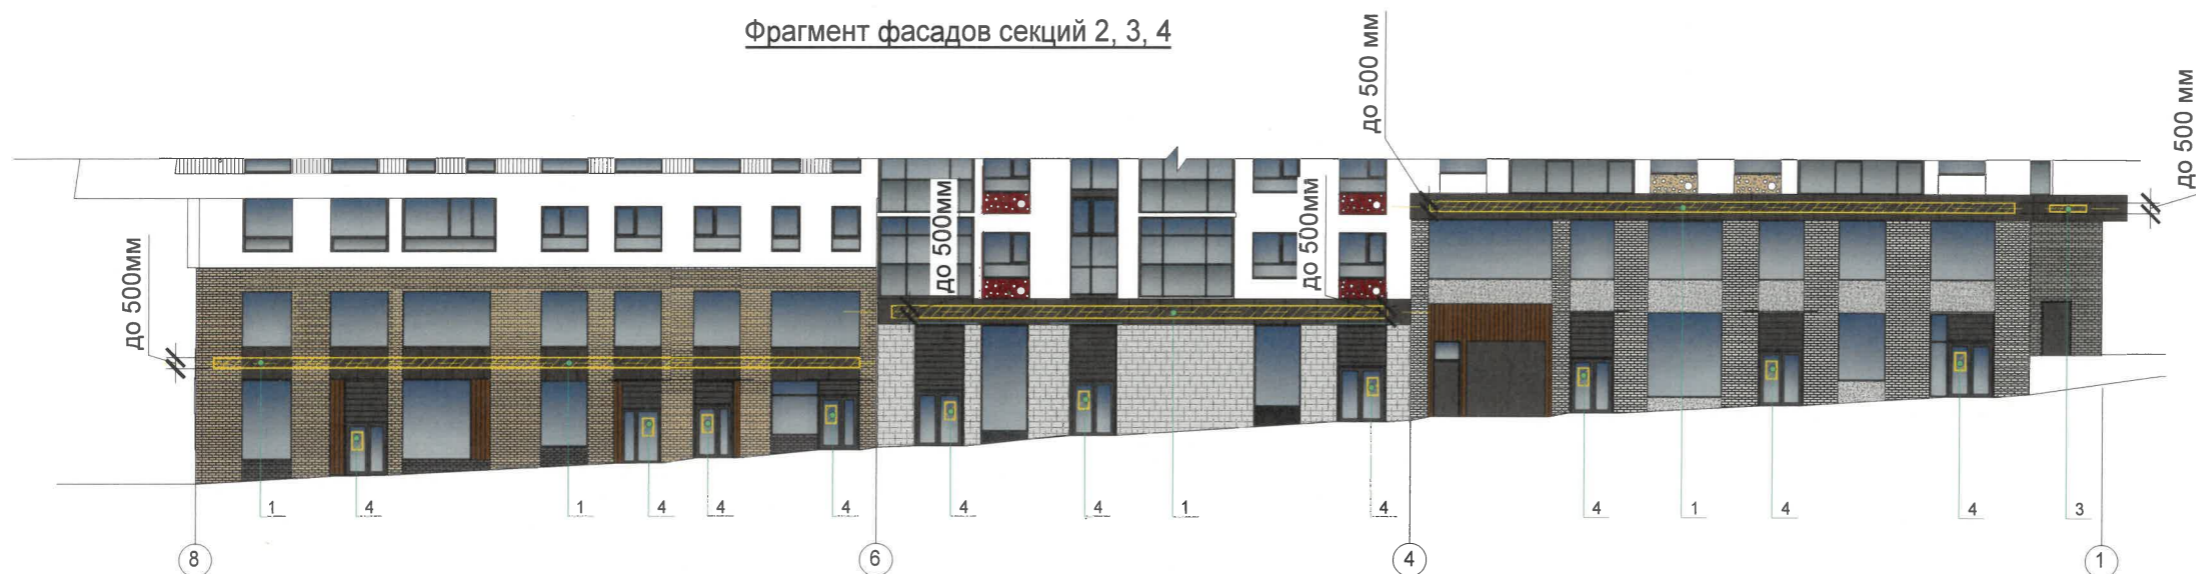 Фрагмент фасадов секций 2, 3, 4
до 500 мм
до 500 мм
до 500мм
до 500мм
до 500мм
1 4 1 4 4 4 4 4 1 4 4 1 4 4 3
8 6 4 1